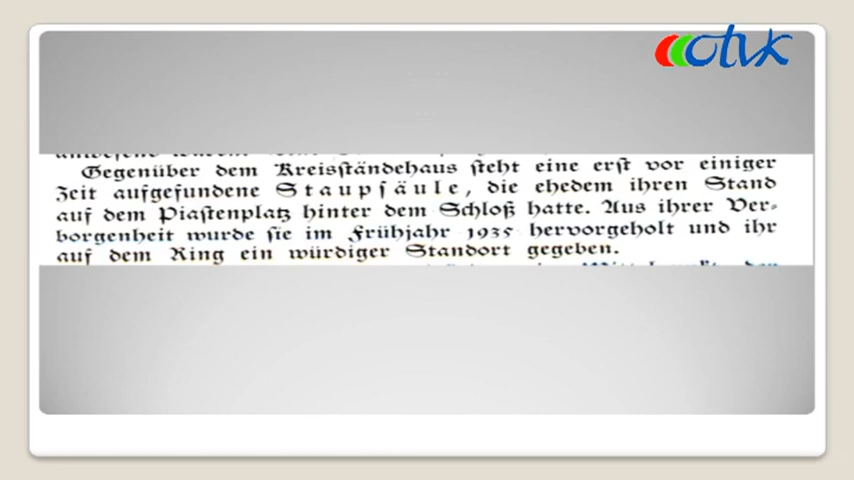 otvk
Gegenüber dem Kreisständehaus steht eine erst vor einiger
Zeit aufgefundene Staupsäule, die ehedem ihren Stand
auf dem Piastenplatz hinter dem Schloß hatte. Aus ihrer Ver-
borgenheit wurde sie im Frühjahr 1935 hervorgeholt und ihr
auf dem Ring ein würdiger Standort gegeben.